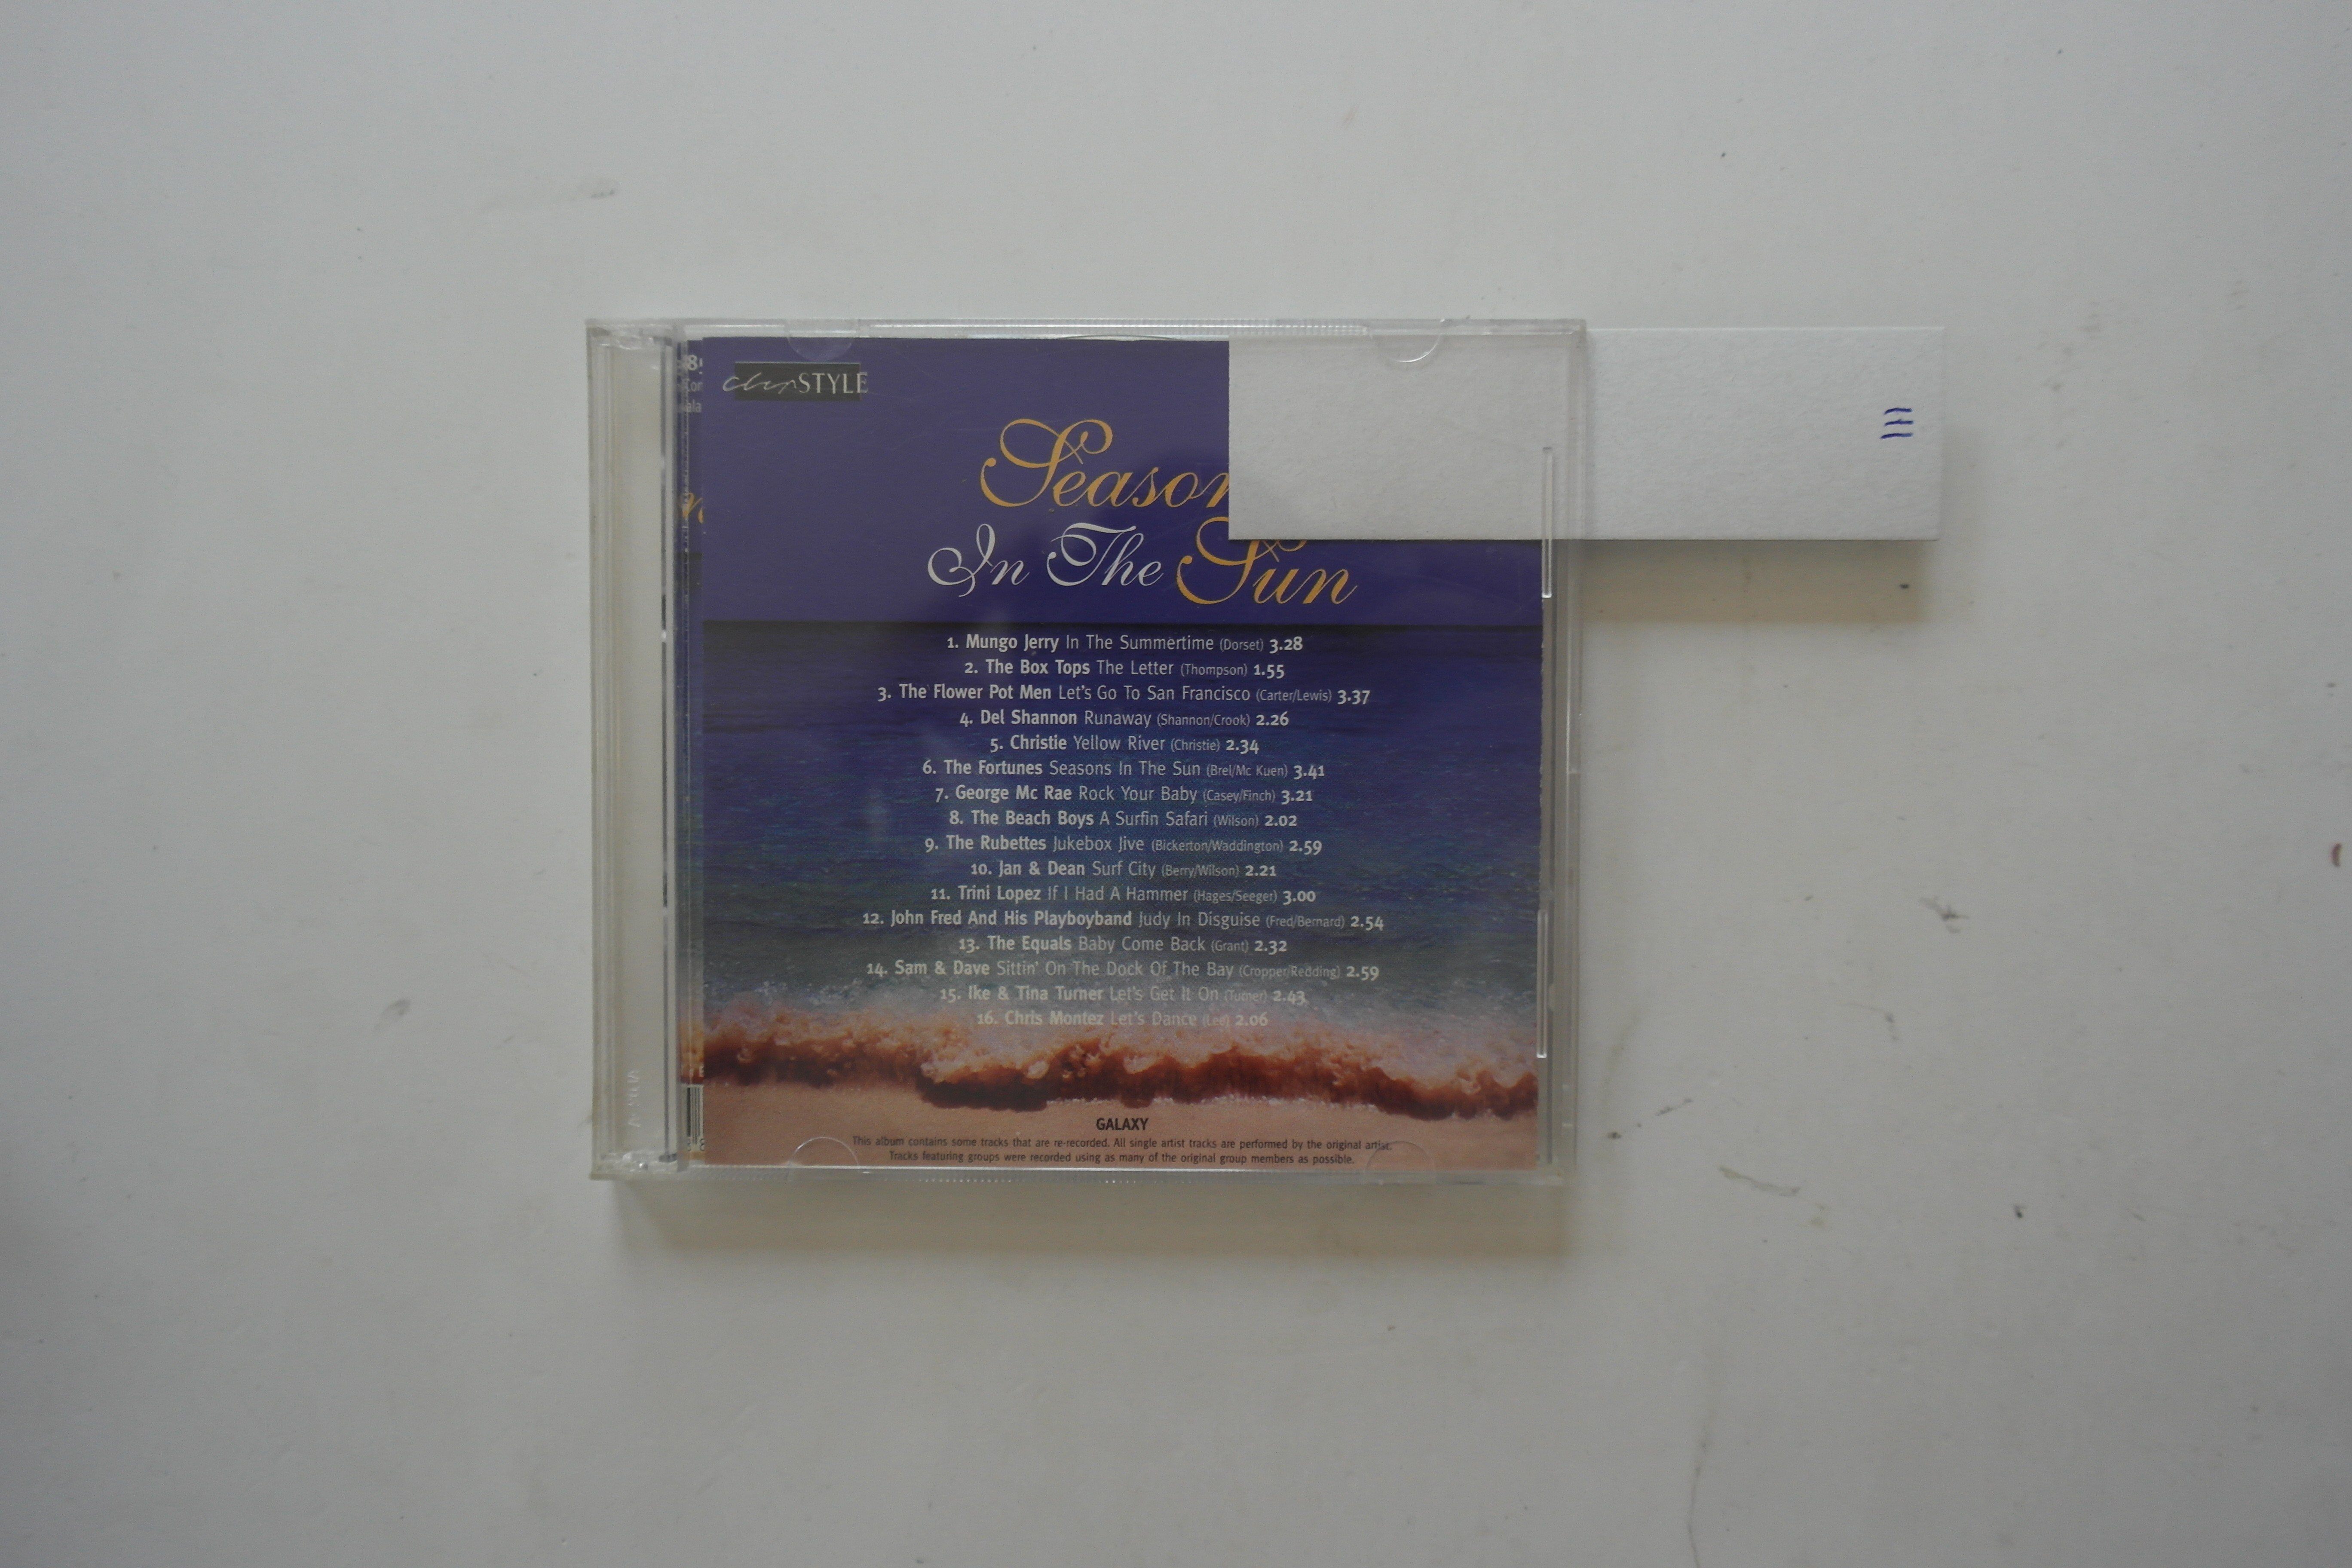 STYLE
Season
In The Sun
1. Mungo Jerry In The Summertime (Dorset) 3.28
2. The Box Tops The Letter (Thompson) 1.55
3. The Flower Pot Men Let's Go To San Francisco (Carter/Lewis) 3.37
4. Del Shannon Runaway (Shannon/Crook) 2.26
5. Christie Yellow River (Christie) 2.34
6. The Fortunes Seasons In The Sun (Brel/Mc Kuen) 3.41
7. George Mc Rae Rock Your Baby (Casey/Finch) 3.21
8. The Beach Boys A Surfin Safari (Wilson) 2.02
9. The Rubettes Jukebox Jive (Bickerton/Waddington) 2.59
10. Jan & Dean Surf City (Berry/Wilson) 2.21
11. Trini Lopez If I Had A Hammer (Hages/Seeger) 3.00
12. John Fred And His Playboyband Judy In Disguise (Fred/Bernard) 2.54
13. The Equals Baby Come Back (Grant) 2.32
14. Sam & Dave Sittin' On The Dock Of The Bay (Cropper/Redding) 2.59
15. Ike & Tina Turner Let's Get It On (Turner) 2.43
16. Chris Montez Let's Dance (Lee) 2.06
GALAXY
This album contains some tracks that are re-recorded. All single artist tracks are performed by the original artist.
Tracks featuring groups were recorded using as many of the original group members as possible.